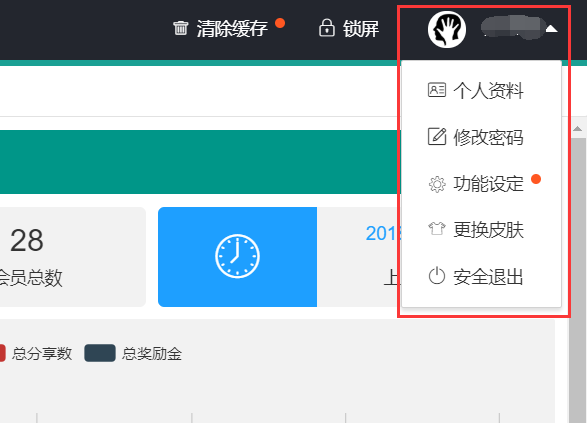 清除缓存 锁屏
个人资料
修改密码
功能设定
更换皮肤
安全退出
28
会员总数
201
上
总分享数 总奖励金